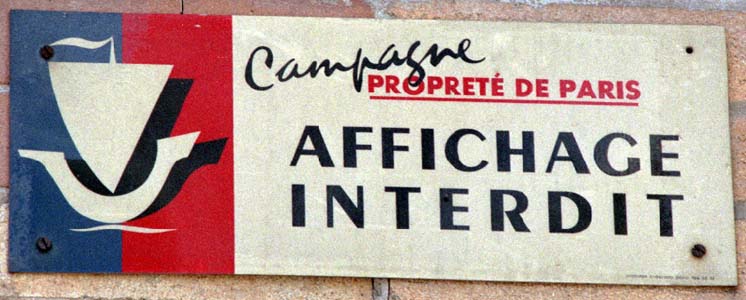 Campagne
PROPRETÉ DE PARIS
AFFICHAGE
INTERDIT